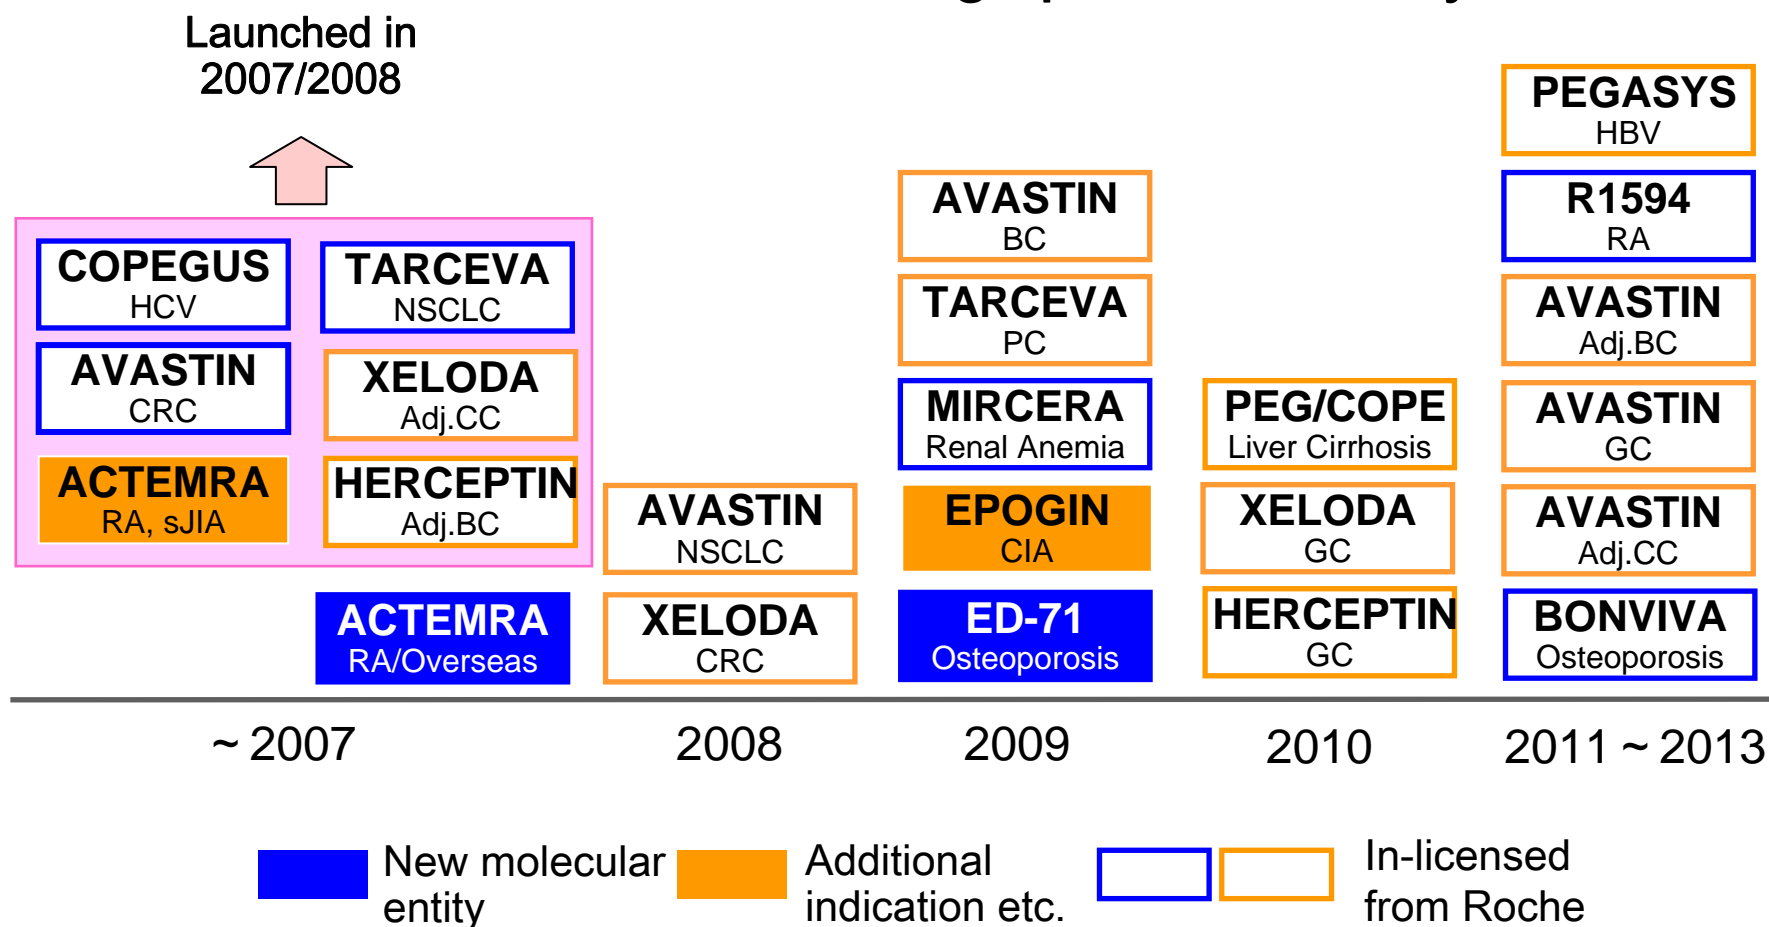 Launched in
2007/2008
COPEGUS
HCV
TARCEVA
NSCLC
AVASTIN
CRC
XELODA
Adj.CC
ACTEMRA
RA, sJIA
HERCEPTIN
Adj.BC
ACTEMRA
RA/Overseas
AVASTIN
NSCLC
XELODA
CRC
AVASTIN
BC
TARCEVA
PC
MIRCERA
Renal Anemia
EPOGIN
CIA
ED-71
Osteoporosis
PEG/COPE
Liver Cirrhosis
XELODA
GC
HERCEPTIN
GC
PEGASYS
HBV
R1594
RA
AVASTIN
Adj.BC
AVASTIN
GC
AVASTIN
Adj.CC
BONVIVA
Osteoporosis
~ 2007
2008
2009
2010
2011 ~ 2013
New molecular
entity
Additional
indication etc.
In-licensed
from Roche